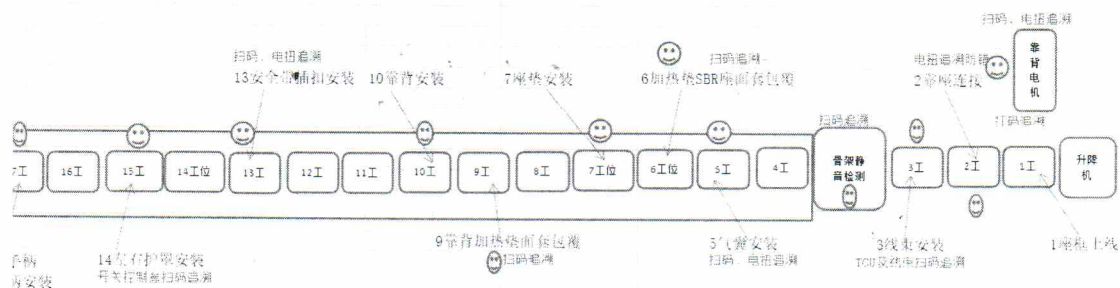 扫码、电扭追溯
扫码、电扭追溯
13安全带插扣安装
10靠背安装
7座垫安装
扫码追溯
6加热垫SBR座面套包覆
电扭追溯防错
2靠座连接
靠背电机
扫码追溯
打码追溯
7工
16工
15工
14工位
13工
12工
11工
10工
9工
8工
7工位
6工位
5工
4工
骨架静
音检测
3工
2工
1工
升降
机
手柄
14左右护罩安装
开关控制器扫码追溯
9靠背加热垫面套包覆
扫码追溯
5气囊安装
扫码、电扭追溯
3线束安装
TCU及线束扫码追溯
1座框上线